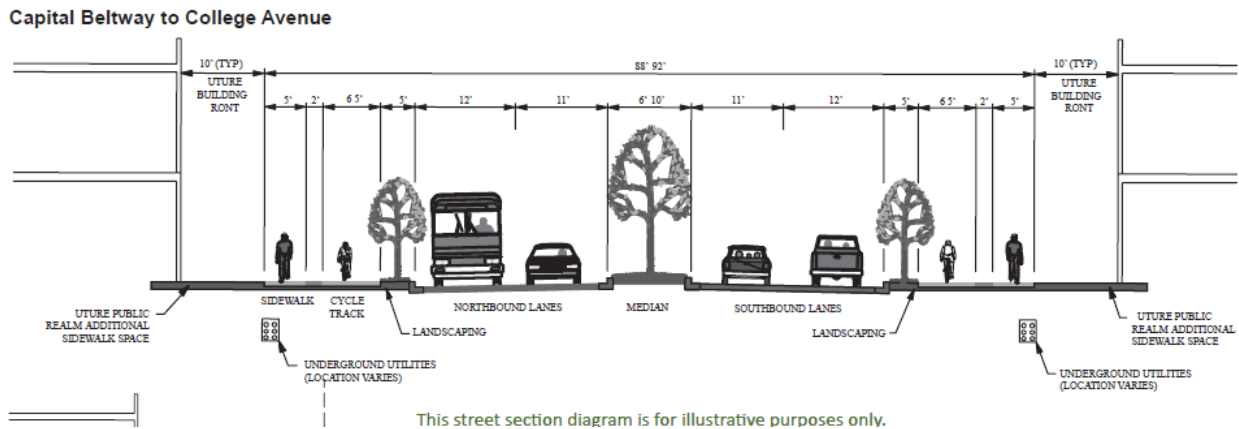 Capital Beltway to College Avenue
10' (TYP)
88' 92'
10' (TYP)
UTURE
BUILDING
RONT
UTURE
BUILDING
RONT
5'
2'
6 5'
5'
12'
11'
6' 10'
11'
12'
5'
6 5'
2'
5'
SIDEWALK
CYCLE
TRACK
NORTHBOUND LANES
MEDIAN
SOUTHBOUND LANES
UTURE PUBLIC
REALM ADDITIONAL
SIDEWALK SPACE
LANDSCAPING
LANDSCAPING
UTURE PUBLIC
REALM ADDITIONAL
SIDEWALK SPACE
UNDERGROUND UTILITIES
(LOCATION VARIES)
UNDERGROUND UTILITIES
(LOCATION VARIES)
This street section diagram is for illustrative purposes only.